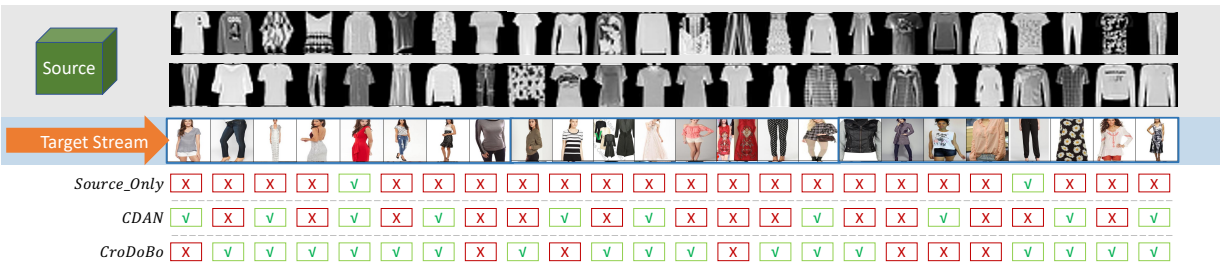 Source
Target Stream
Source_Only X X X X √ X X X X X X X X X X X X X X X √ X X X
CDAN √ X √ X √ X √ X X √ X √ X X X √ X X √ X X √ X √
CroDoBo X √ √ √ √ √ √ X √ X √ √ √ X √ √ √ X X X √ √ √ √